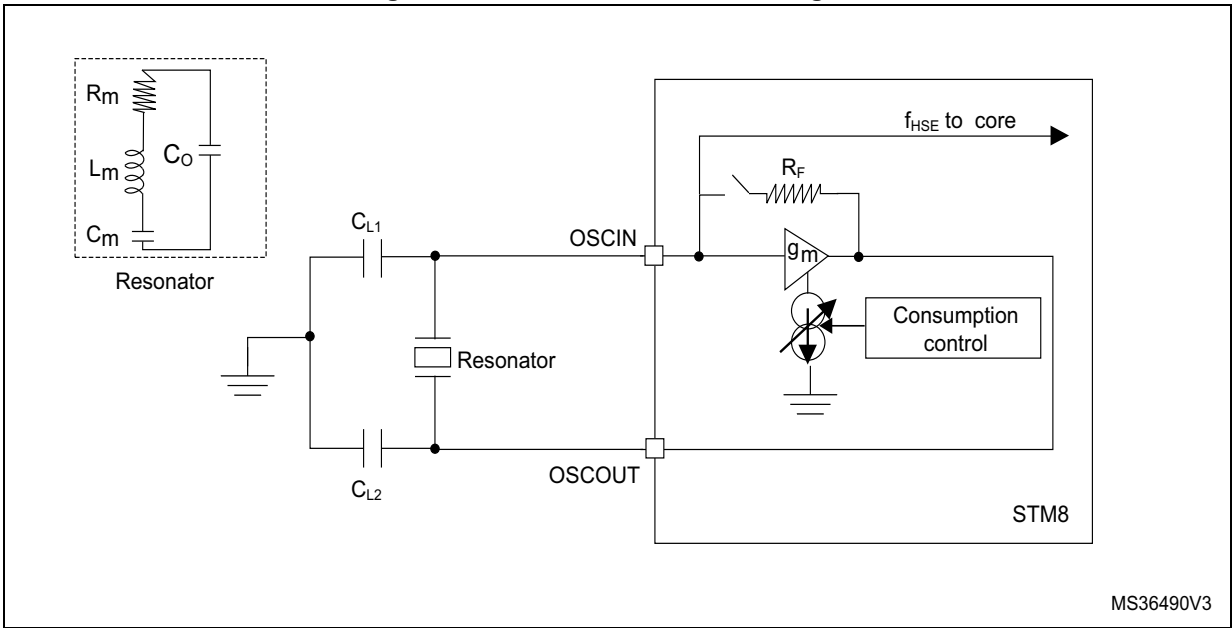 Rm
Lm
CO
Cm
Resonator
CL1
CL2
Resonator
OSCIN
OSCOUT
fHSE to core
RF
gm
Consumption
control
STM8
MS36490V3